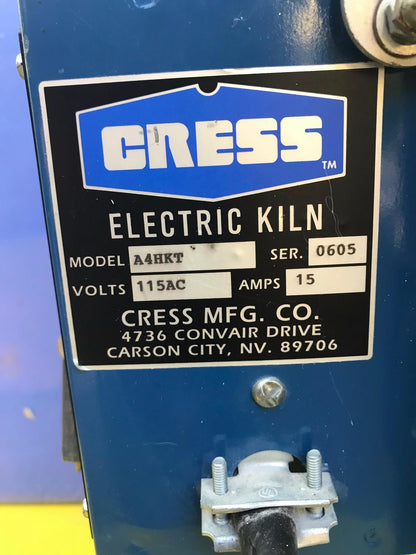 CRESS TM
ELECTRIC KILN
MODEL A4HKT SER. 0605
VOLTS 115AC AMPS 15
CRESS MFG. CO.
4736 CONVAIR DRIVE
CARSON CITY, NV. 89706